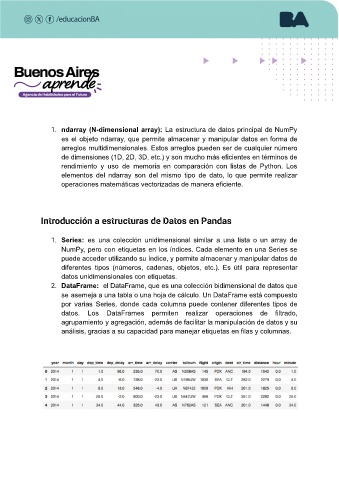 /educacionBA
BA
Buenos Aires
aprende
Agencia de Habilidades para el Futuro
1. ndarray (N-dimensional array): La estructura de datos principal de NumPy
es el objeto ndarray, que permite almacenar y manipular datos en forma de
arreglos multidimensionales. Estos arreglos pueden ser de cualquier número
de dimensiones (1D, 2D, 3D, etc.) y son mucho más eficientes en términos de
rendimiento y uso de memoria en comparación con listas de Python. Los
elementos del ndarray son del mismo tipo de dato, lo que permite realizar
operaciones matemáticas vectorizadas de manera eficiente.
Introducción a estructuras de Datos en Pandas
1. Series: es una colección unidimensional similar a una lista o un array de
NumPy, pero con etiquetas en los índices. Cada elemento en una Series se
puede acceder utilizando su índice, y permite almacenar y manipular datos de
diferentes tipos (números, cadenas, objetos, etc.). Es útil para representar
datos unidimensionales con etiquetas.
2. DataFrame: el DataFrame, que es una colección bidimensional de datos que
se asemeja a una tabla o una hoja de cálculo. Un DataFrame está compuesto
por varias Series, donde cada columna puede contener diferentes tipos de
datos. Los DataFrames permiten realizar operaciones de filtrado,
agrupamiento y agregación, además de facilitar la manipulación de datos y su
análisis, gracias a su capacidad para manejar etiquetas en filas y columnas.
year month day dep_time dep_delay arr_time arr_delay carrier tailnum flight origin dest air_time distance hour minute
0 2014 1 1 1.0 96.0 235.0 70.0 AS 145 PDX ANC 194.0 1542 0.0 1.0
1 2014 1 1 4.0 -6.0 738.0 -23.0 US 1830 SEA CLT 252.0 2279 0.0 4.0
2 2014 1 1 8.0 13.0 548.0 -4.0 UA 1609 PDX IAH 201.0 1825 0.0 8.0
3 2014 1 1 28.0 -2.0 800.0 -23.0 US PDX CLT 251.0 2282 0.0 28.0
4 2014 1 1 34.0 44.0 325.0 43.0 AS 121 SEA ANC 201.0 1448 0.0 34.0